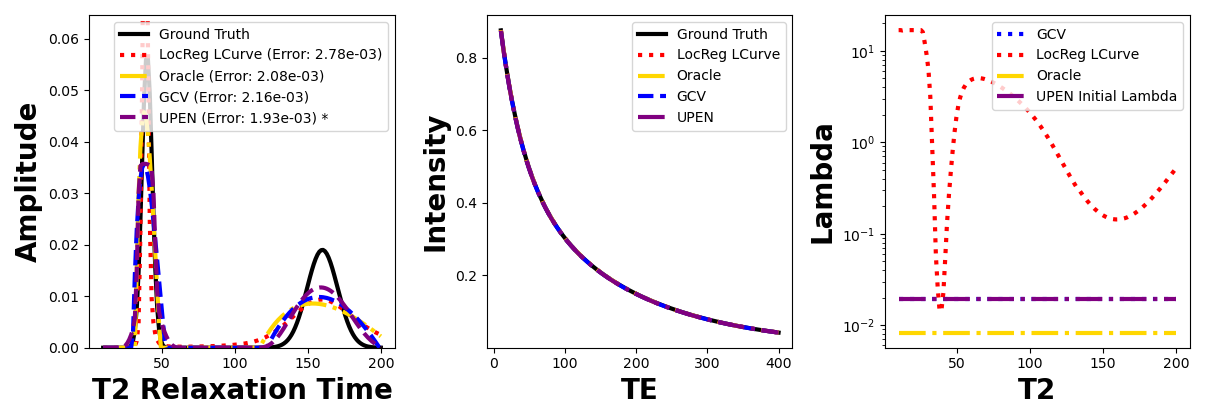 Amplitude
0.06
0.05
0.04
0.03
0.02
0.01
0.00
Ground Truth
LocReg LCurve (Error: 2.78e-03)
Oracle (Error: 2.08e-03)
GCV (Error: 2.16e-03)
UPEN (Error: 1.93e-03) *
50 100 150 200
T2 Relaxation Time
Intensity
0.8
0.6
0.4
0.2
Ground Truth
LocReg LCurve
Oracle
GCV
UPEN
0 100 200 300 400
TE
Lambda
10¹
10⁰
10⁻¹
10⁻²
GCV
LocReg LCurve
Oracle
UPEN Initial Lambda
50 100 150 200
T2